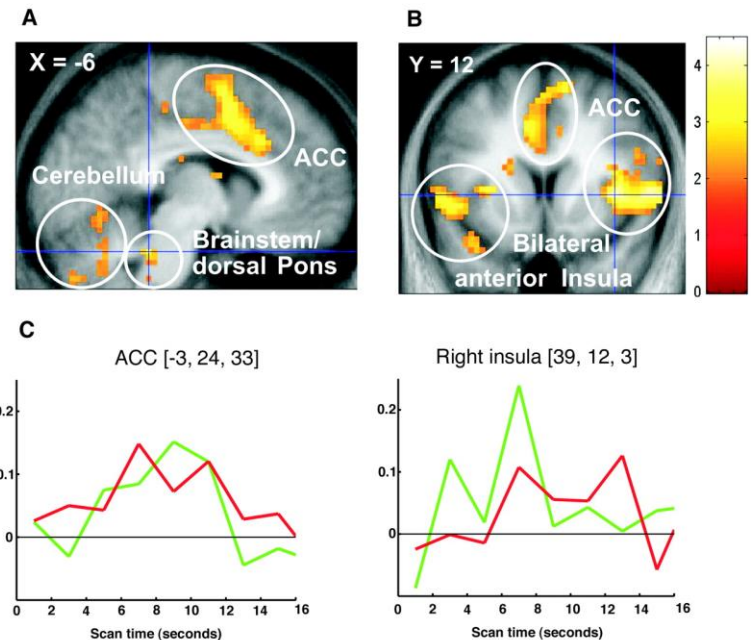 A
B
X = -6
ACC
Cerebellum
Brainstem/
dorsal Pons
Y = 12
ACC
Bilateral
anterior Insula
4
3
2
1
0
C
ACC [-3, 24, 33]
0.2
0.1
0
0 2 4 6 8 10 12 14 16
Scan time (seconds)
Right insula [39, 12, 3]
0.2
0.1
0
0 2 4 6 8 10 12 14 16
Scan time (seconds)